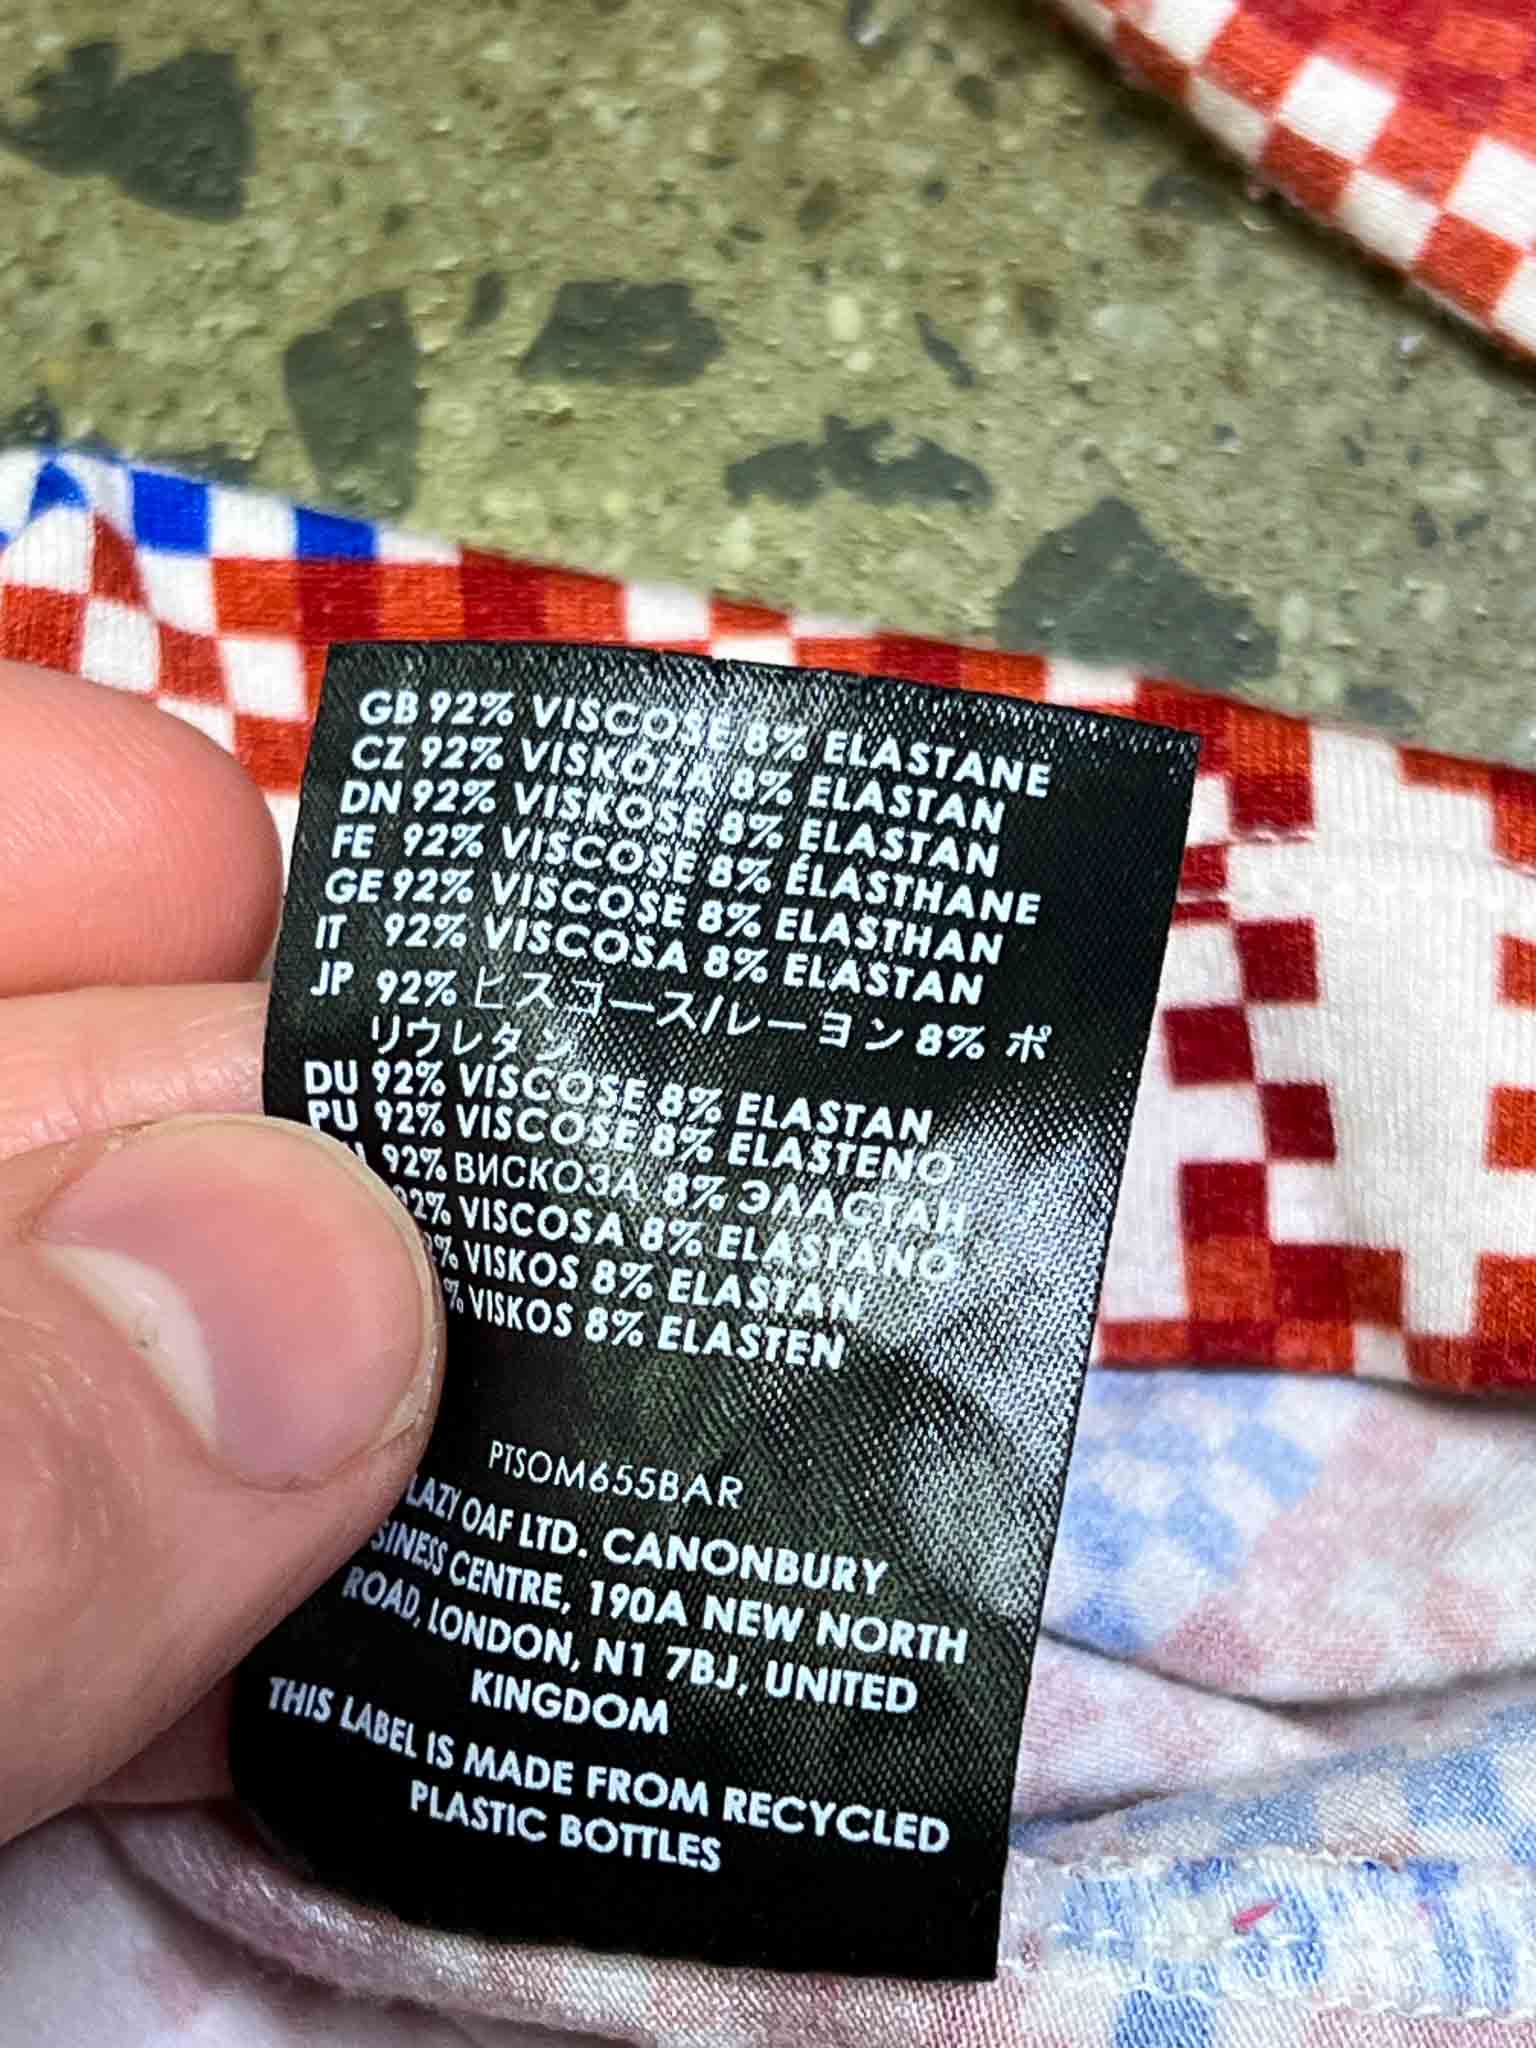 GB 92% VISCOSE 8% ELASTANE
CZ 92% VISKÓZA 8% ELASTAN
DN 92% VISKOSE 8% ELASTAN
FE 92% VISCOSE 8% ÉLASTHANE
GE 92% VISCOSE 8% ELASTHAN
IT 92% VISCOSA 8% ELASTAN
JP 92% ビスコース/レーヨン 8% ポ
リウレタン
DU 92% VISCOSE 8% ELASTAN
PU 92% VISCOSE 8% ELASTENO
92% ВИСКОЗА 8% ЭЛАСТАН
92% VISCOSA 8% ELASTANO
% VISKOS 8% ELASTAN
% VISKOS 8% ELASTEN
PTSOM655BAR
LAZY OAF LTD. CANONBURY
CENTRE, 190A NEW NORTH
ROAD, LONDON, N1 7BJ, UNITED
KINGDOM
THIS LABEL IS MADE FROM RECYCLED
PLASTIC BOTTLES